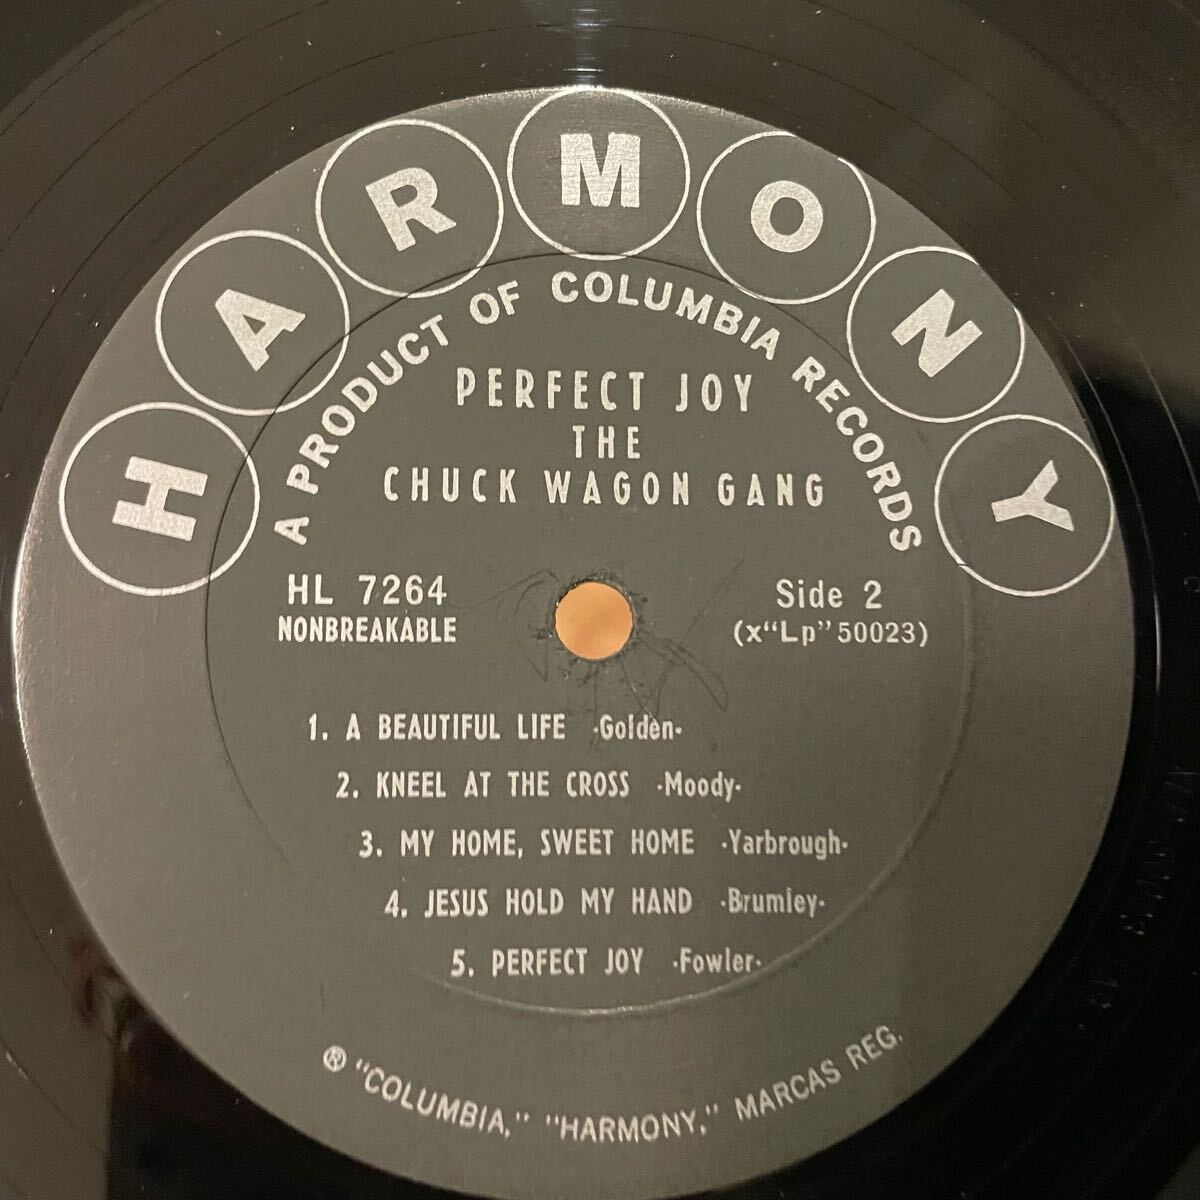 HARMONY
A PRODUCT OF COLUMBIA RECORDS
PERFECT JOY
THE
CHUCK WAGON GANG
HL 7264
NONBREAKABLE
Side 2
(x"Lp"50023)
1. A BEAUTIFUL LIFE -Golden-
2. KNEEL AT THE CROSS -Moody-
3. MY HOME, SWEET HOME -Yarbrough-
4. JESUS HOLD MY HAND -Brumley-
5. PERFECT JOY -Fowler-
® "COLUMBIA," "HARMONY," MARCAS REG.